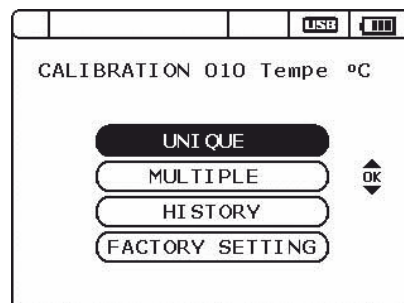 USB
CALIBRATION 010 Tempe ºC
UNIQUE
MULTIPLE
OK
HISTORY
FACTORY SETTING